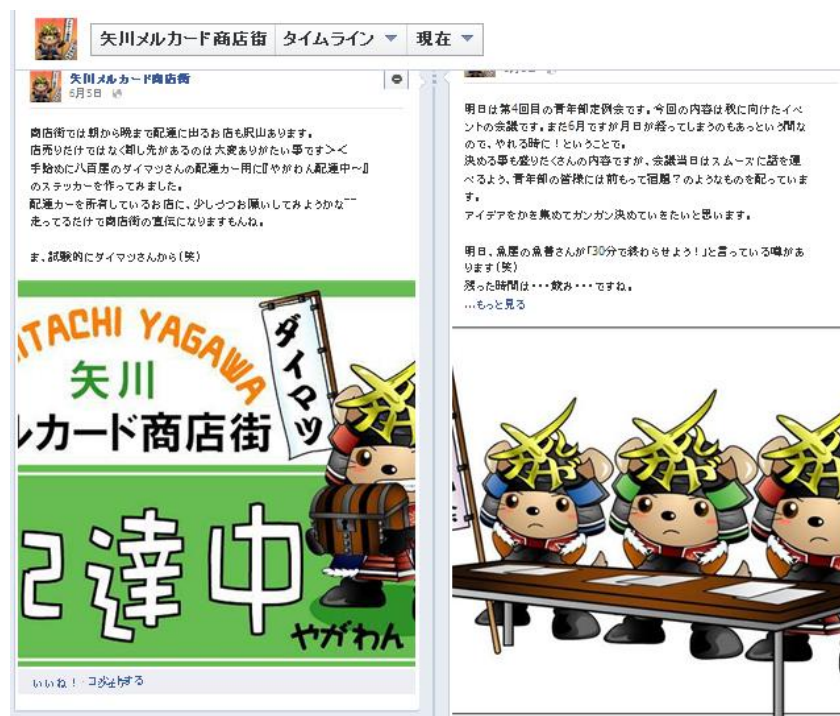 矢川メルカード商店街 タイムライン 現在
矢川メルカード商店街
6月5日
商店街では朝から晩まで配達に出るお店も沢山あります。
店売りだけではなく卸し先があるのは大変ありがたい事です＞＜
手始めに八百屋のダイマツさんの配達カー用に『やがわん配達中～』
のステッカーを作ってみました。
配達カーを所有しているお店に、少しづつお願いしてみようかな^^
走ってるだけで商店街の宣伝になりますもんね。
ま、試験的にダイマツさんから(笑)
ITACHI YAGAWA
矢川
ルカード商店街
ダイマツ
配達中
やがわん
いいね！・コメントする
明日は第4回目の青年部定例会です。今回の内容は秋に向けたイベ
ントの会議です。まだ6月ですが月日が経ってしまうのもあっという間な
ので、やれる時に！ということで。
決める事も盛りだくさんの内容ですが、会議当日はスムーズに話を運
べるよう、青年部の皆様には前もって宿題？のようなものを配っていま
す。
アイデアをかき集めてガンガン決めていきたいと思います。
明日、魚屋の魚善さんが「30分で終わらせよう！」と言っている噂があ
ります(笑)
残った時間は・・・飲み・・・ですね。
...もっと見る